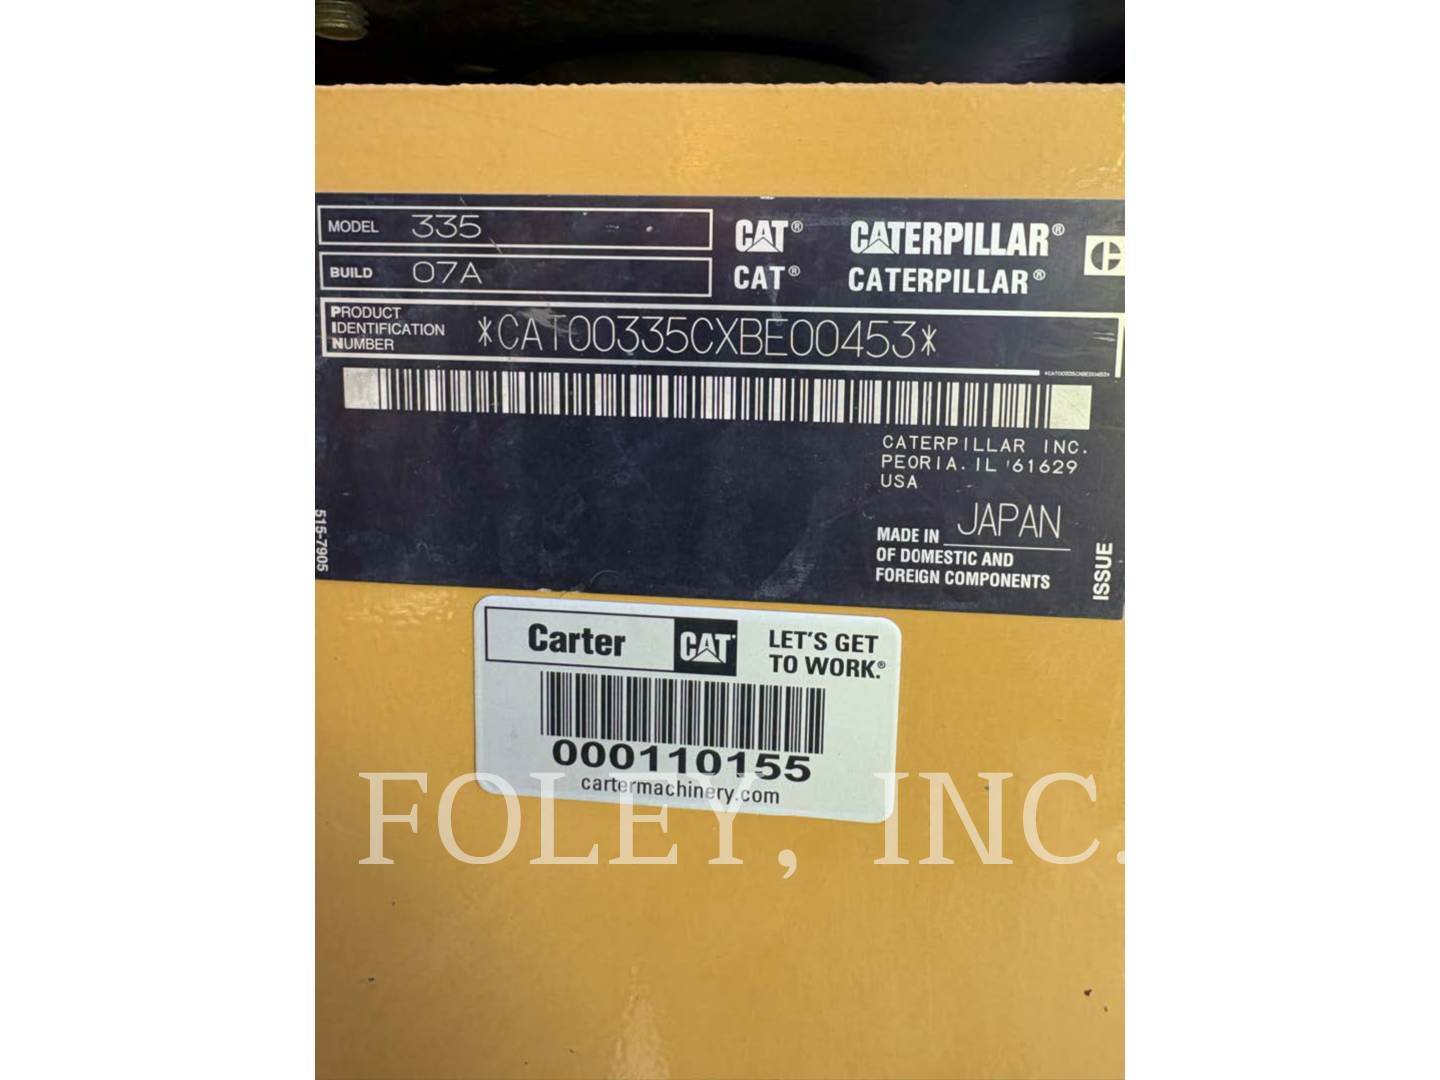 MODEL 335
BUILD 07A
CAT® CATERPILLAR®
CAT® CATERPILLAR®
PRODUCT
IDENTIFICATION
NUMBER
*CAT00335CXBE00453*
*CAT00335CXBE00453*
CATERPILLAR INC.
PEORIA. IL 61629
USA
MADE IN JAPAN
OF DOMESTIC AND
FOREIGN COMPONENTS
515-7905
ISSUE
Carter CAT
LET'S GET
TO WORK.®
000110155
cartermachinery.com
FOLEY, INC.